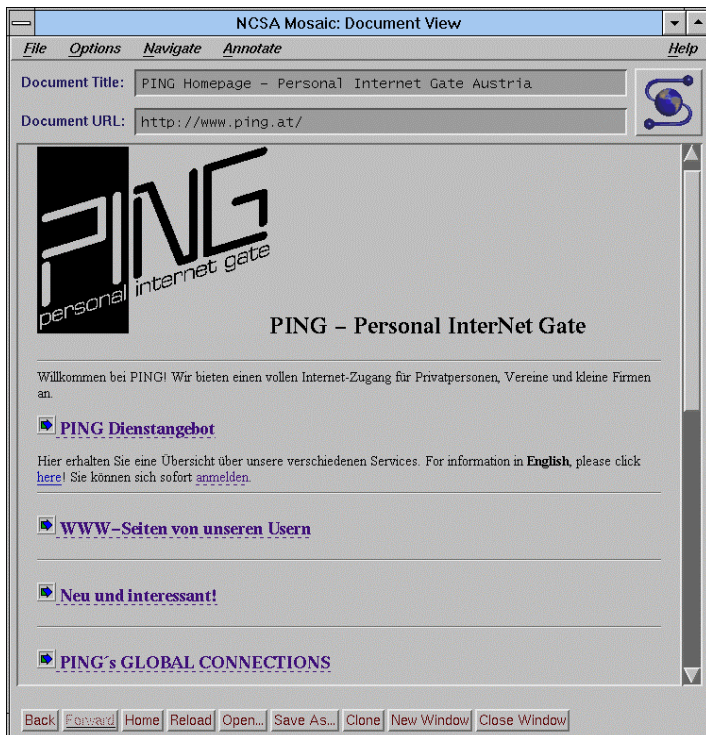 NCSA Mosaic: Document View
File Options Navigate Annotate Help
Document Title: PING Homepage – Personal Internet Gate Austria
Document URL: http://www.ping.at/
PING
personal internet gate
PING – Personal InterNet Gate
Willkommen bei PING! Wir bieten einen vollen Internet-Zugang für Privatpersonen, Vereine und kleine Firmen
an.
PING Dienstangebot
Hier erhalten Sie eine Übersicht über unsere verschiedenen Services. For information in English, please click
here! Sie können sich sofort anmelden.
WWW–Seiten von unseren Usern
Neu und interessant!
PING´s GLOBAL CONNECTIONS
Back Forward Home Reload Open... Save As... Clone New Window Close Window